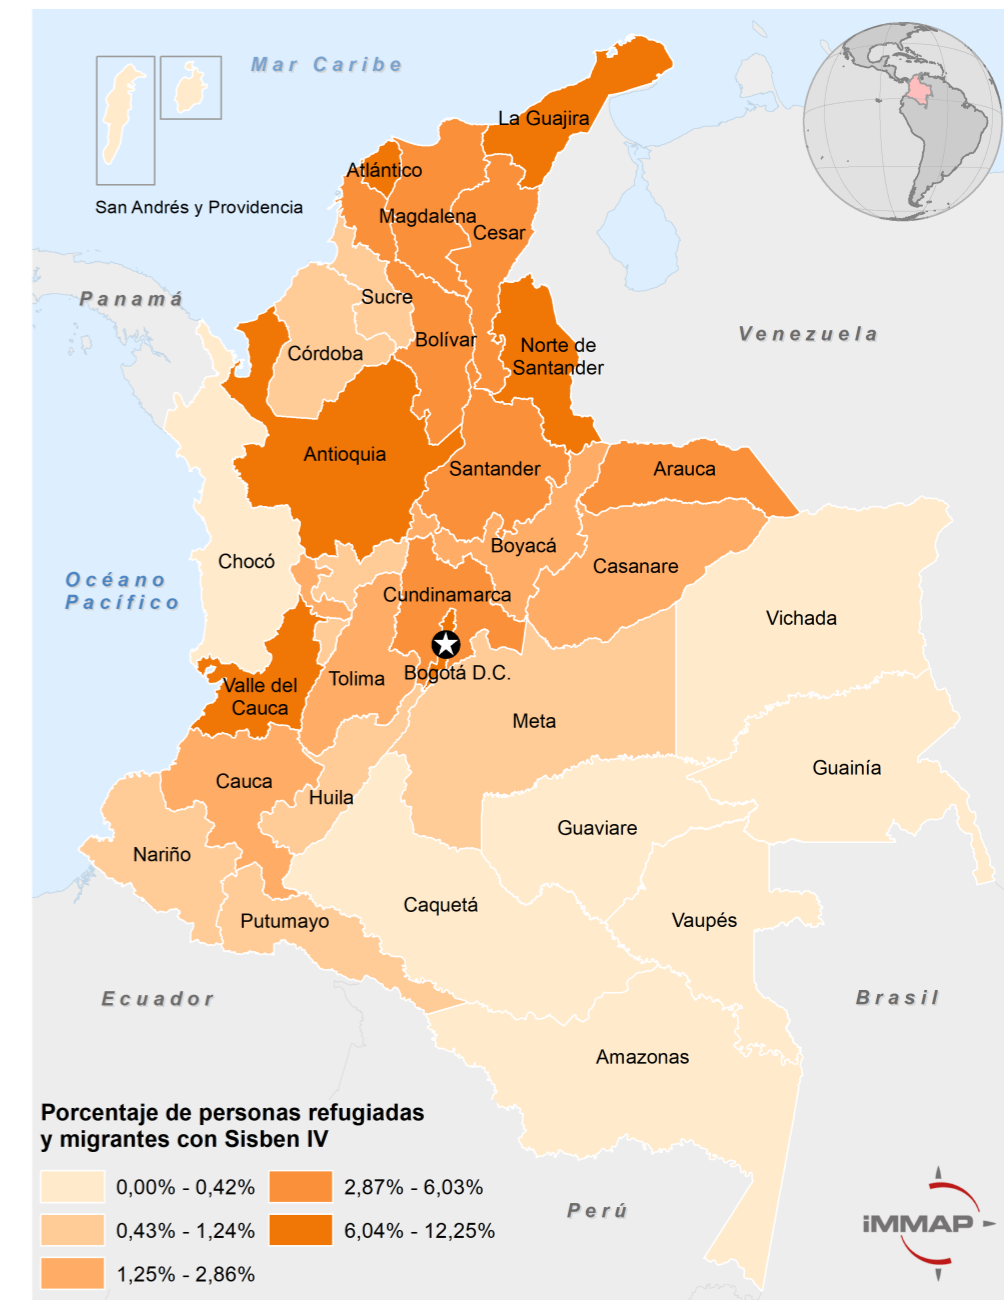 Mar Caribe
La Guajira
Atlántico
San Andrés y Providencia
Magdalena
Cesar
Panamá
Sucre
Venezuela
Bolívar
Córdoba
Norte de
Santander
Antioquia
Santander
Arauca
Boyacá
Chocó
Casanare
Océano
Pacífico
Cundinamarca
Vichada
Bogotá D.C.
Tolima
Valle del
Cauca
Meta
Guainía
Cauca
Huila
Guaviare
Nariño
Caquetá
Putumayo
Vaupés
Ecuador
Brasil
Amazonas
Porcentaje de personas refugiadas
y migrantes con Sisben IV
0,00% - 0,42%
0,43% - 1,24%
1,25% - 2,86%
2,87% - 6,03%
6,04% - 12,25%
Perú
iMMAP